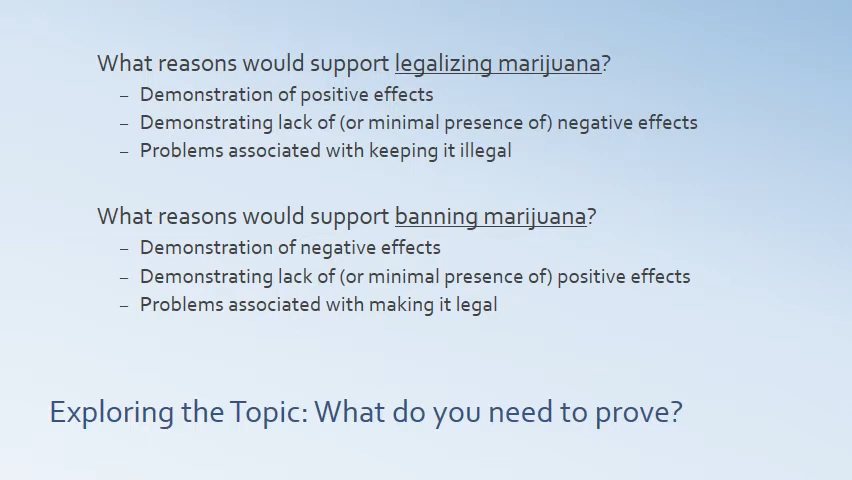 What reasons would support legalizing marijuana?
– Demonstration of positive effects
– Demonstrating lack of (or minimal presence of) negative effects
– Problems associated with keeping it illegal
What reasons would support banning marijuana?
– Demonstration of negative effects
– Demonstrating lack of (or minimal presence of) positive effects
– Problems associated with making it legal
Exploring the Topic: What do you need to prove?